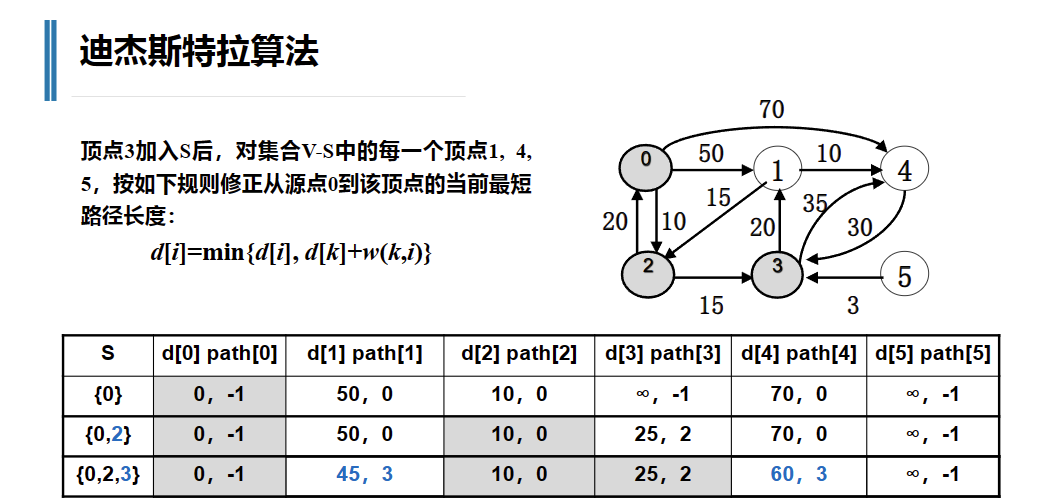 迪杰斯特拉算法
顶点3加入S后，对集合V-S中的每一个顶点1, 4,
5，按如下规则修正从源点0到该顶点的当前最短
路径长度：
d[i]=min{d[i], d[k]+w(k,i)}
70
0 50 1 10 4
15 35
20 10 20 30
2 3 5
15 3
S d[0] path[0] d[1] path[1] d[2] path[2] d[3] path[3] d[4] path[4] d[5] path[5]
{0} 0，-1 50，0 10，0 ∞，-1 70，0 ∞，-1
{0,2} 0，-1 50，0 10，0 25，2 70，0 ∞，-1
{0,2,3} 0，-1 45，3 10，0 25，2 60，3 ∞，-1